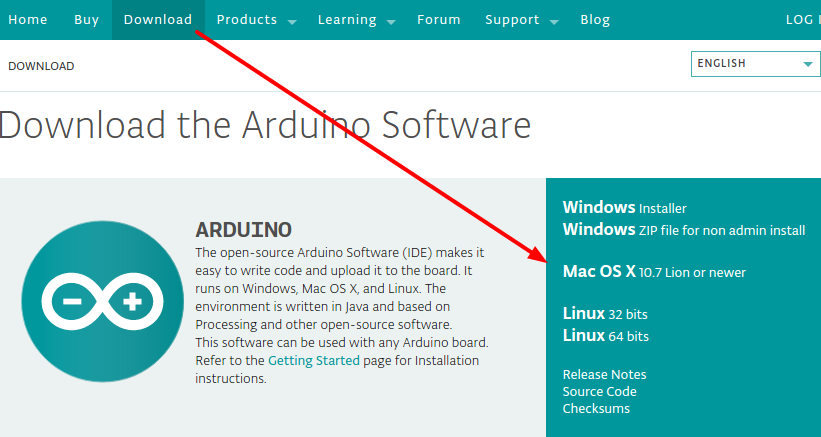 Home Buy Download Products Learning Forum Support Blog LOG
DOWNLOAD ENGLISH
Download the Arduino Software
ARDUINO
The open-source Arduino Software (IDE) makes it
easy to write code and upload it to the board. It
runs on Windows, Mac OS X, and Linux. The
environment is written in Java and based on
Processing and other open-source software.
This software can be used with any Arduino board.
Refer to the Getting Started page for Installation
instructions.
Windows Installer
Windows ZIP file for non admin install
Mac OS X 10.7 Lion or newer
Linux 32 bits
Linux 64 bits
Release Notes
Source Code
Checksums